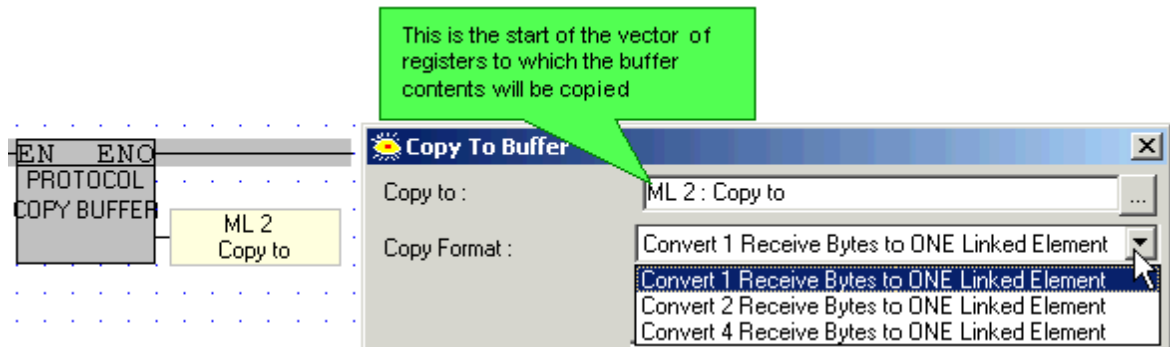 This is the start of the vector of
registers to which the buffer
contents will be copied
EN ENO
PROTOCOL
COPY BUFFER
ML 2
Copy to
Copy To Buffer
Copy to :
ML 2 : Copy to
...
Copy Format :
Convert 1 Receive Bytes to ONE Linked Element
Convert 1 Receive Bytes to ONE Linked Element
Convert 2 Receive Bytes to ONE Linked Element
Convert 4 Receive Bytes to ONE Linked Element